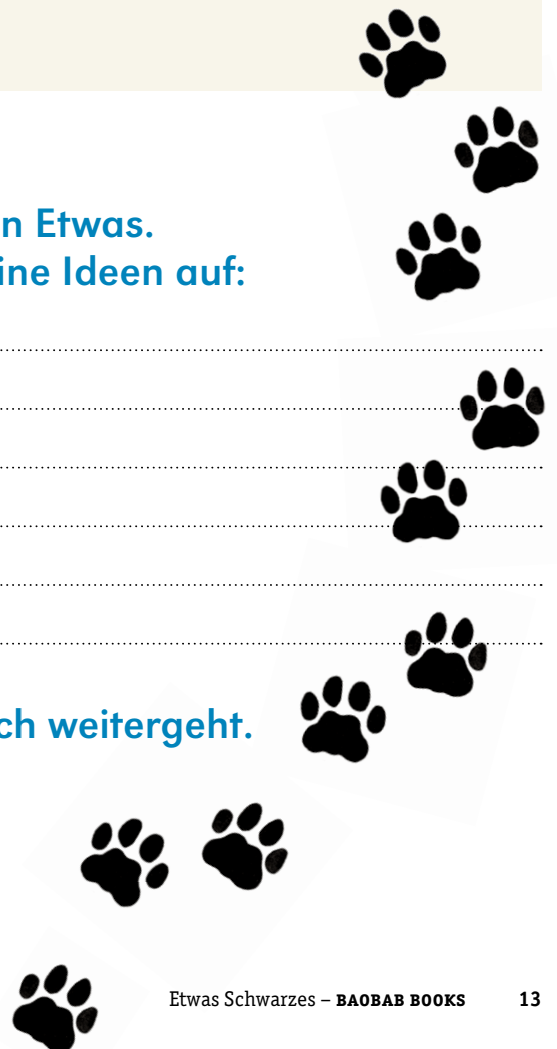 n Etwas.
ine Ideen auf:
ch weitergeht.
Etwas Schwarzes – BAOBAB BOOKS 13